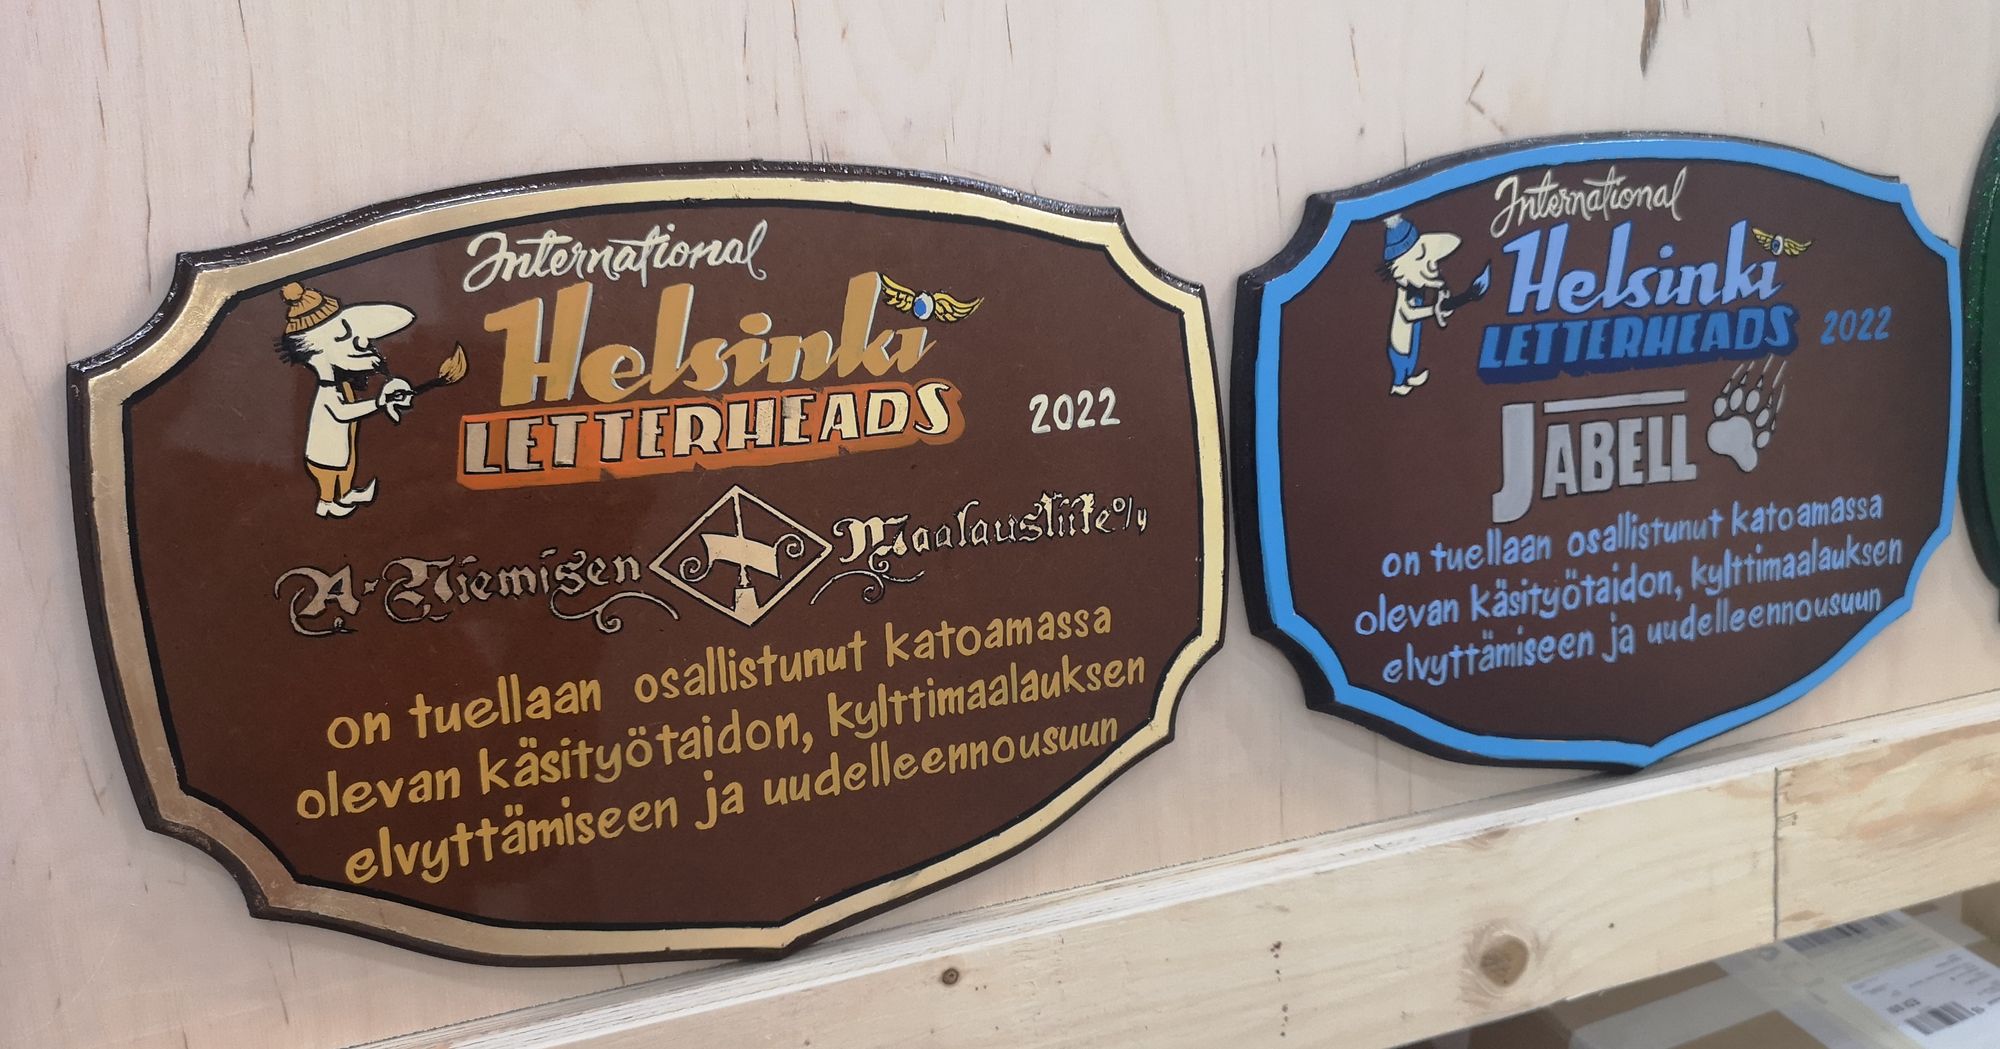 International
Helsinki
LETTERHEADS
2022
A-Niemisen Maalausliike o/y
on tuellaan osallistunut katoamassa
olevan käsityötaidon, kylttimaalauksen
elvyttämiseen ja uudelleennousuun
International
Helsinki
LETTERHEADS 2022
JABELL
on tuellaan osallistunut katoamassa
olevan käsityötaidon, kylttimaalauksen
elvyttämiseen ja uudelleennousuun